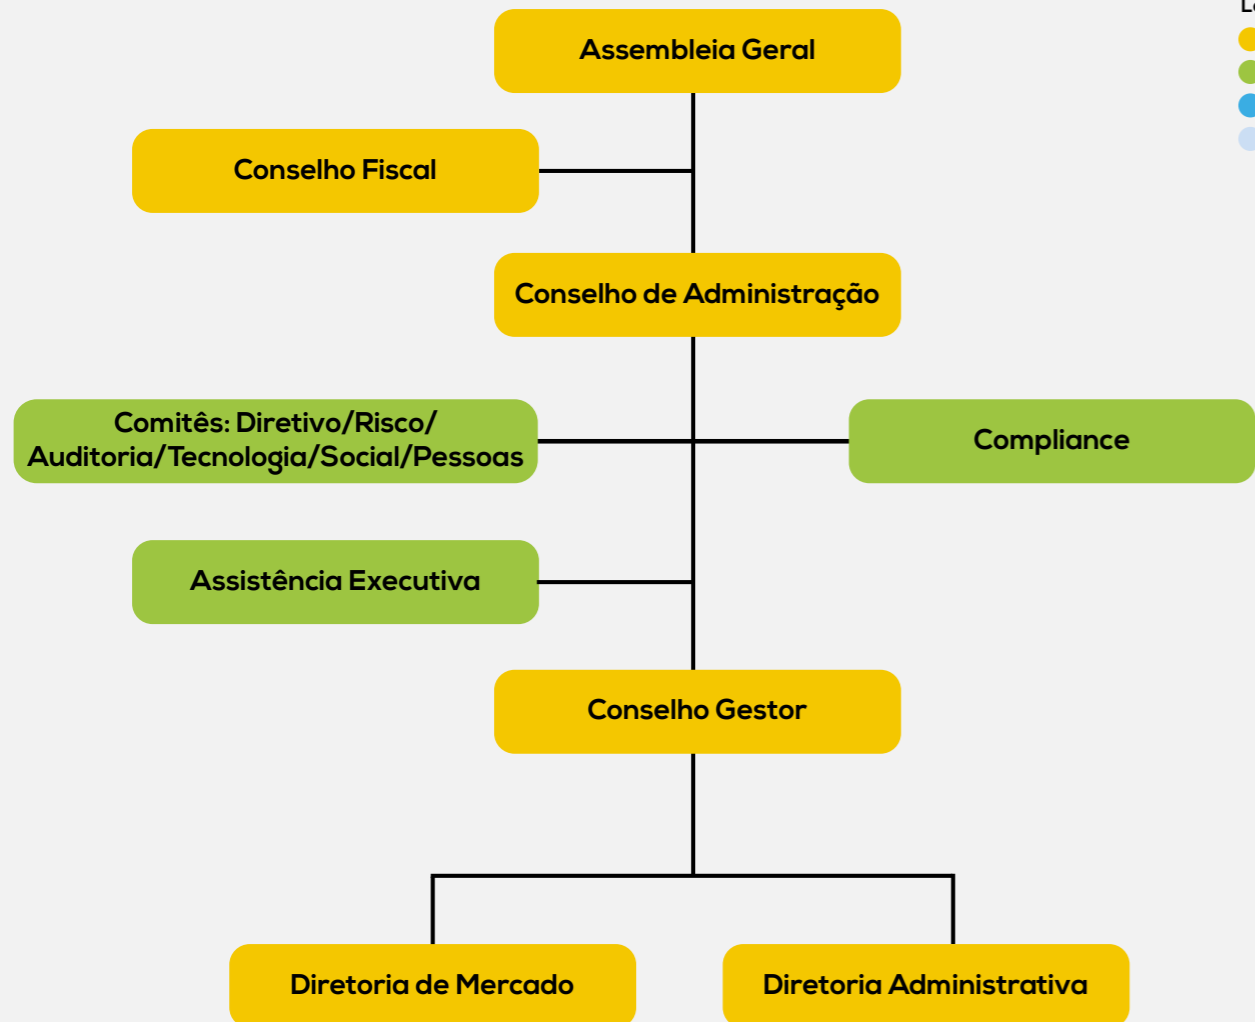 Assembleia Geral
Conselho Fiscal
Conselho de Administração
Comitês: Diretivo/Risco/
Auditoria/Tecnologia/Social/Pessoas
Compliance
Assistência Executiva
Conselho Gestor
Diretoria de Mercado
Diretoria Administrativa